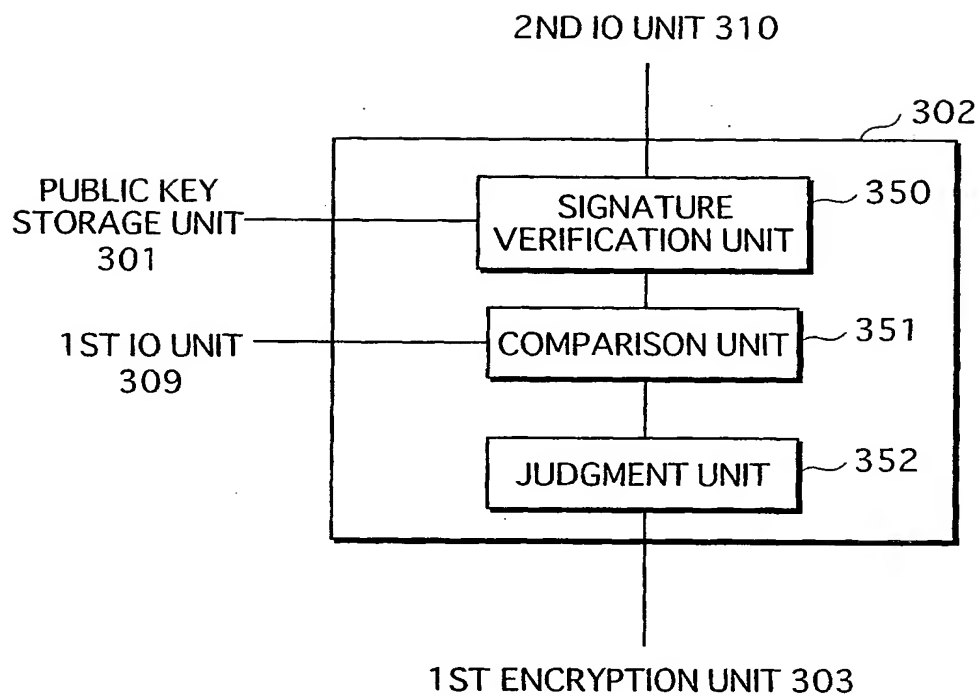 2ND IO UNIT 310
302
PUBLIC KEY
STORAGE UNIT
301
SIGNATURE
VERIFICATION UNIT
350
1ST IO UNIT
309
COMPARISON UNIT
351
JUDGMENT UNIT
352
1ST ENCRYPTION UNIT 303